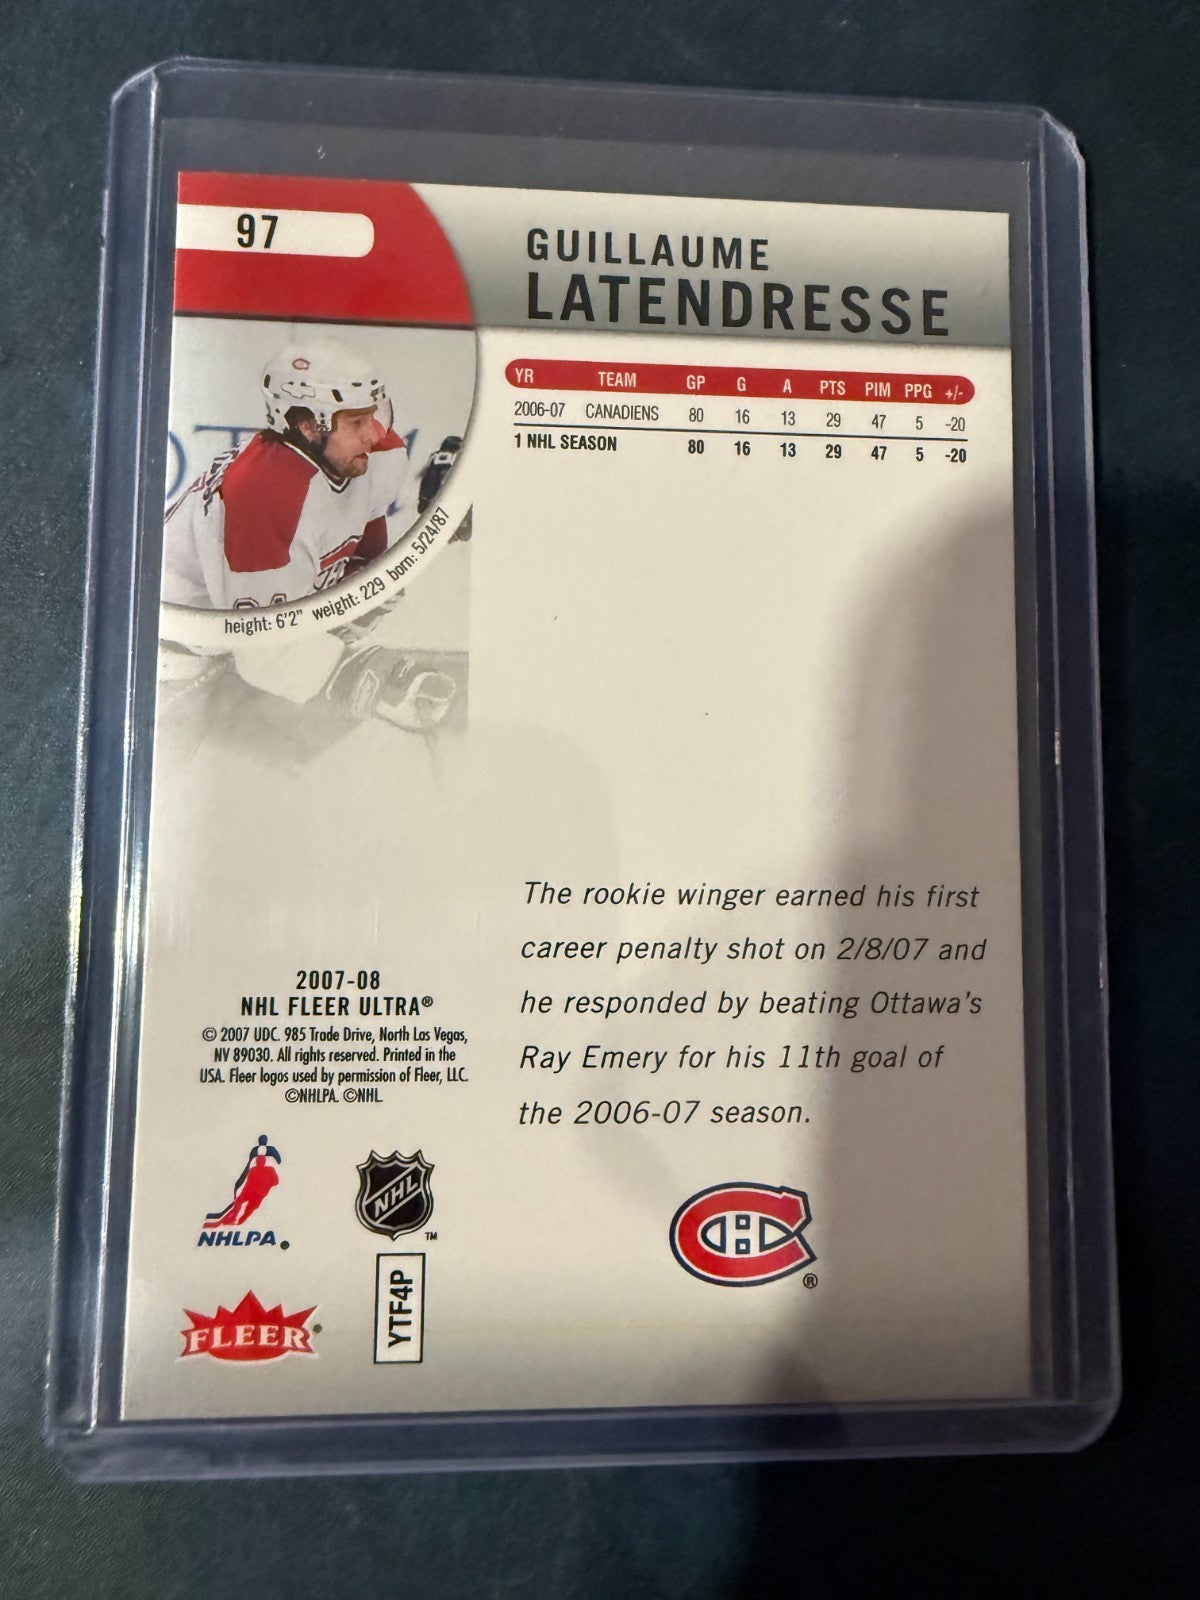 97
GUILLAUME
LATENDRESSE
YR TEAM GP G A PTS PIM PPG +/-
2006-07 CANADIENS 80 16 13 29 47 5 -20
1 NHL SEASON 80 16 13 29 47 5 -20
height: 6'2" weight: 229 born: 5/24/87
The rookie winger earned his first
career penalty shot on 2/8/07 and
he responded by beating Ottawa's
Ray Emery for his 11th goal of
the 2006-07 season.
2007-08
NHL FLEER ULTRA®
© 2007 UDC. 985 Trade Drive, North Las Vegas,
NV 89030. All rights reserved. Printed in the
USA. Fleer logos used by permission of Fleer, LLC.
©NHLPA. ©NHL
NHLPA
NHL ™
YTF4P
FLEER
CH ®